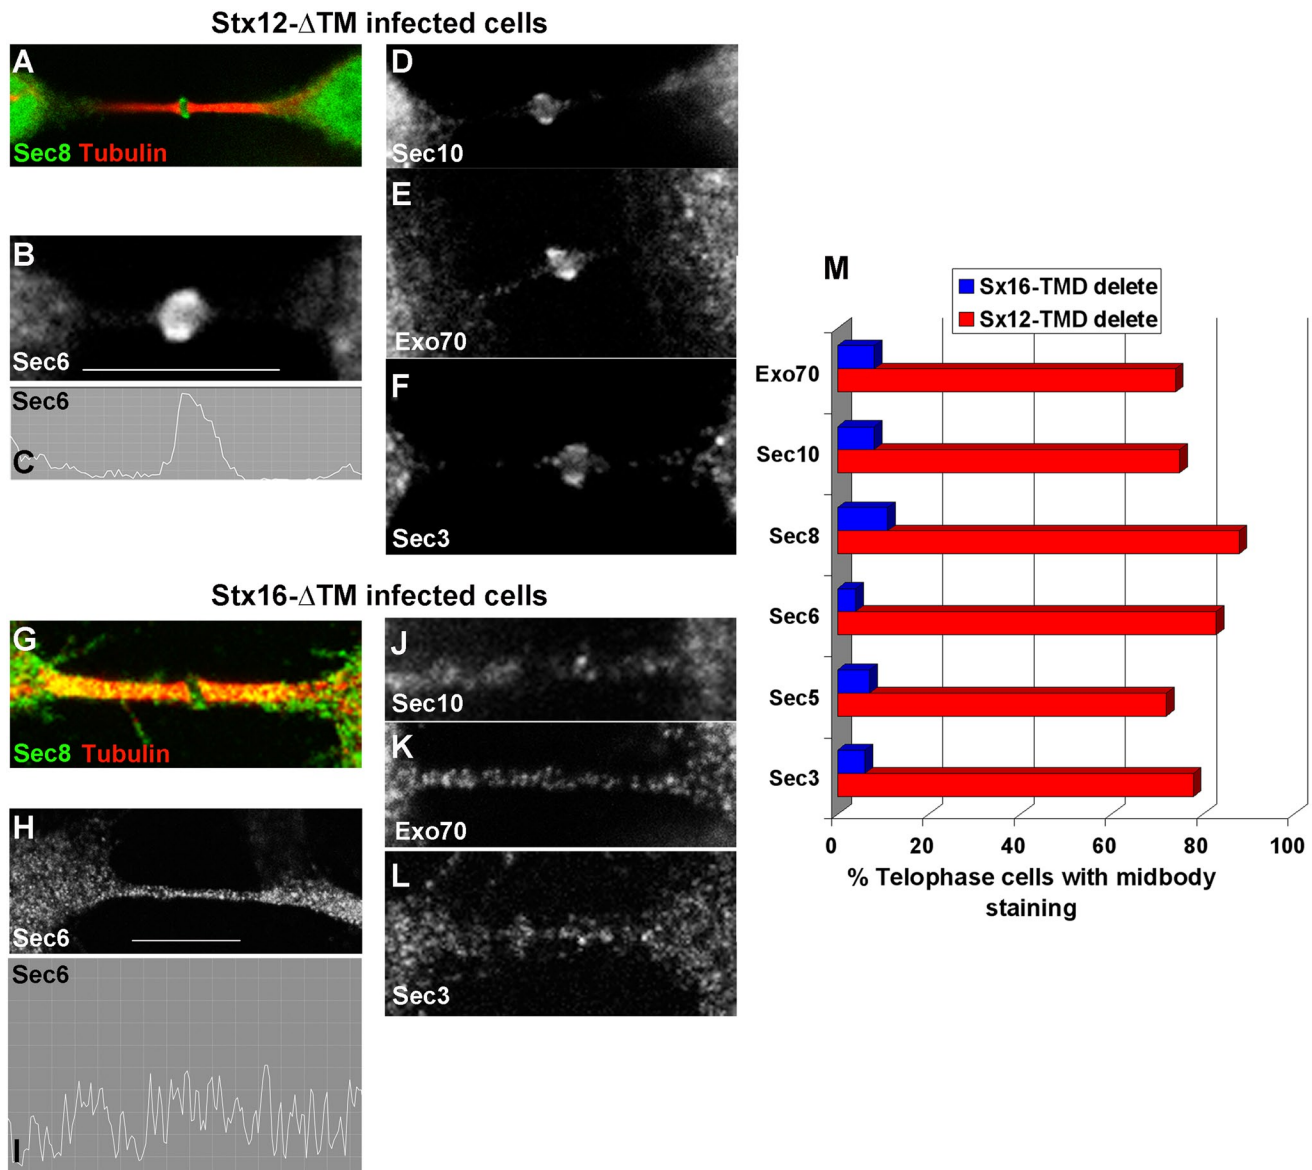 Stx12-ΔTM infected cells
A
Sec8 Tubulin
B
Sec6
Sec6
C
D
Sec10
E
Exo70
F
Sec3
Stx16-ΔTM infected cells
G
Sec8 Tubulin
H
Sec6
Sec6
I
J
Sec10
K
Exo70
L
Sec3
M
Sx16-TMD delete
Sx12-TMD delete
Exo70
Sec10
Sec8
Sec6
Sec5
Sec3
0 20 40 60 80 100
% Telophase cells with midbody
staining